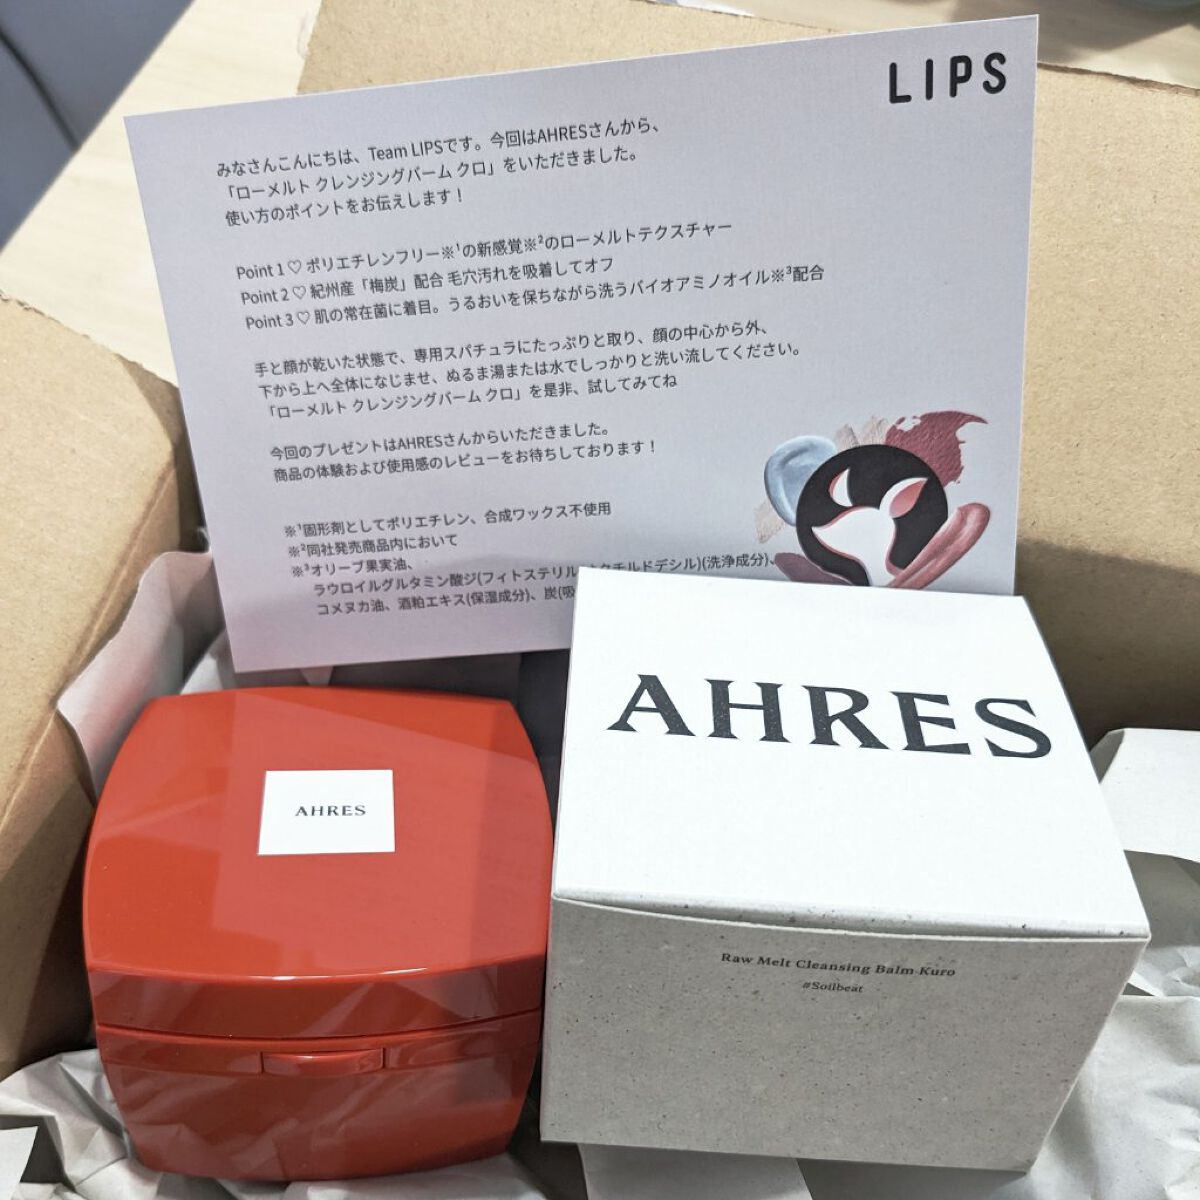 LIPS
みなさんこんにちは、Team LIPSです。今回はAHRESさんから、
「ローメルト クレンジングバーム クロ」をいただきました。
使い方のポイントをお伝えします！
Point 1♡ポリエチレンフリー※¹の新感覚※²のローメルトテクスチャー
Point 2♡紀州産「梅炭」配合 毛穴汚れを吸着してオフ
Point 3♡肌の常在菌に着目。うるおいを保ちながら洗うバイオアミノオイル※³配合
手と顔が乾いた状態で、専用スパチュラにたっぷりと取り、顔の中心から外、
下から上へ全体になじませ、ぬるま湯または水でしっかりと洗い流してください。
「ローメルト クレンジングバーム クロ」を是非、試してみてね
今回のプレゼントはAHRESさんからいただきました。
商品の体験および使用感のレビューをお待ちしております！
※¹固形剤としてポリエチレン、合成ワックス不使用
※²同社発売商品内において
※³オリーブ果実油、
ラウロイルグルタミン酸ジ(フィトステリル クチルドデシル)(洗浄成分)、
コメヌカ油、酒粕エキス(保湿成分)、炭(吸
AHRES
AHRES
Raw Melt Cleansing Balm Kuro
#Soilbeat